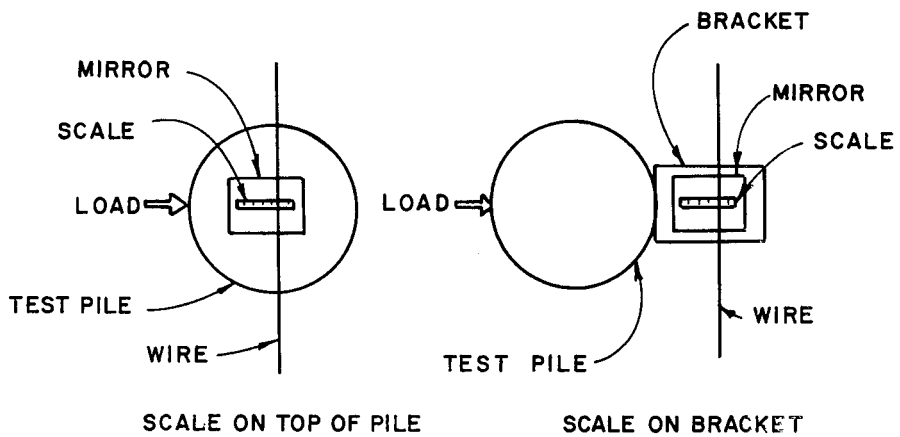 MIRROR
SCALE
LOAD
TEST PILE
WIRE
SCALE ON TOP OF PILE
BRACKET
MIRROR
SCALE
LOAD
WIRE
TEST PILE
SCALE ON BRACKET